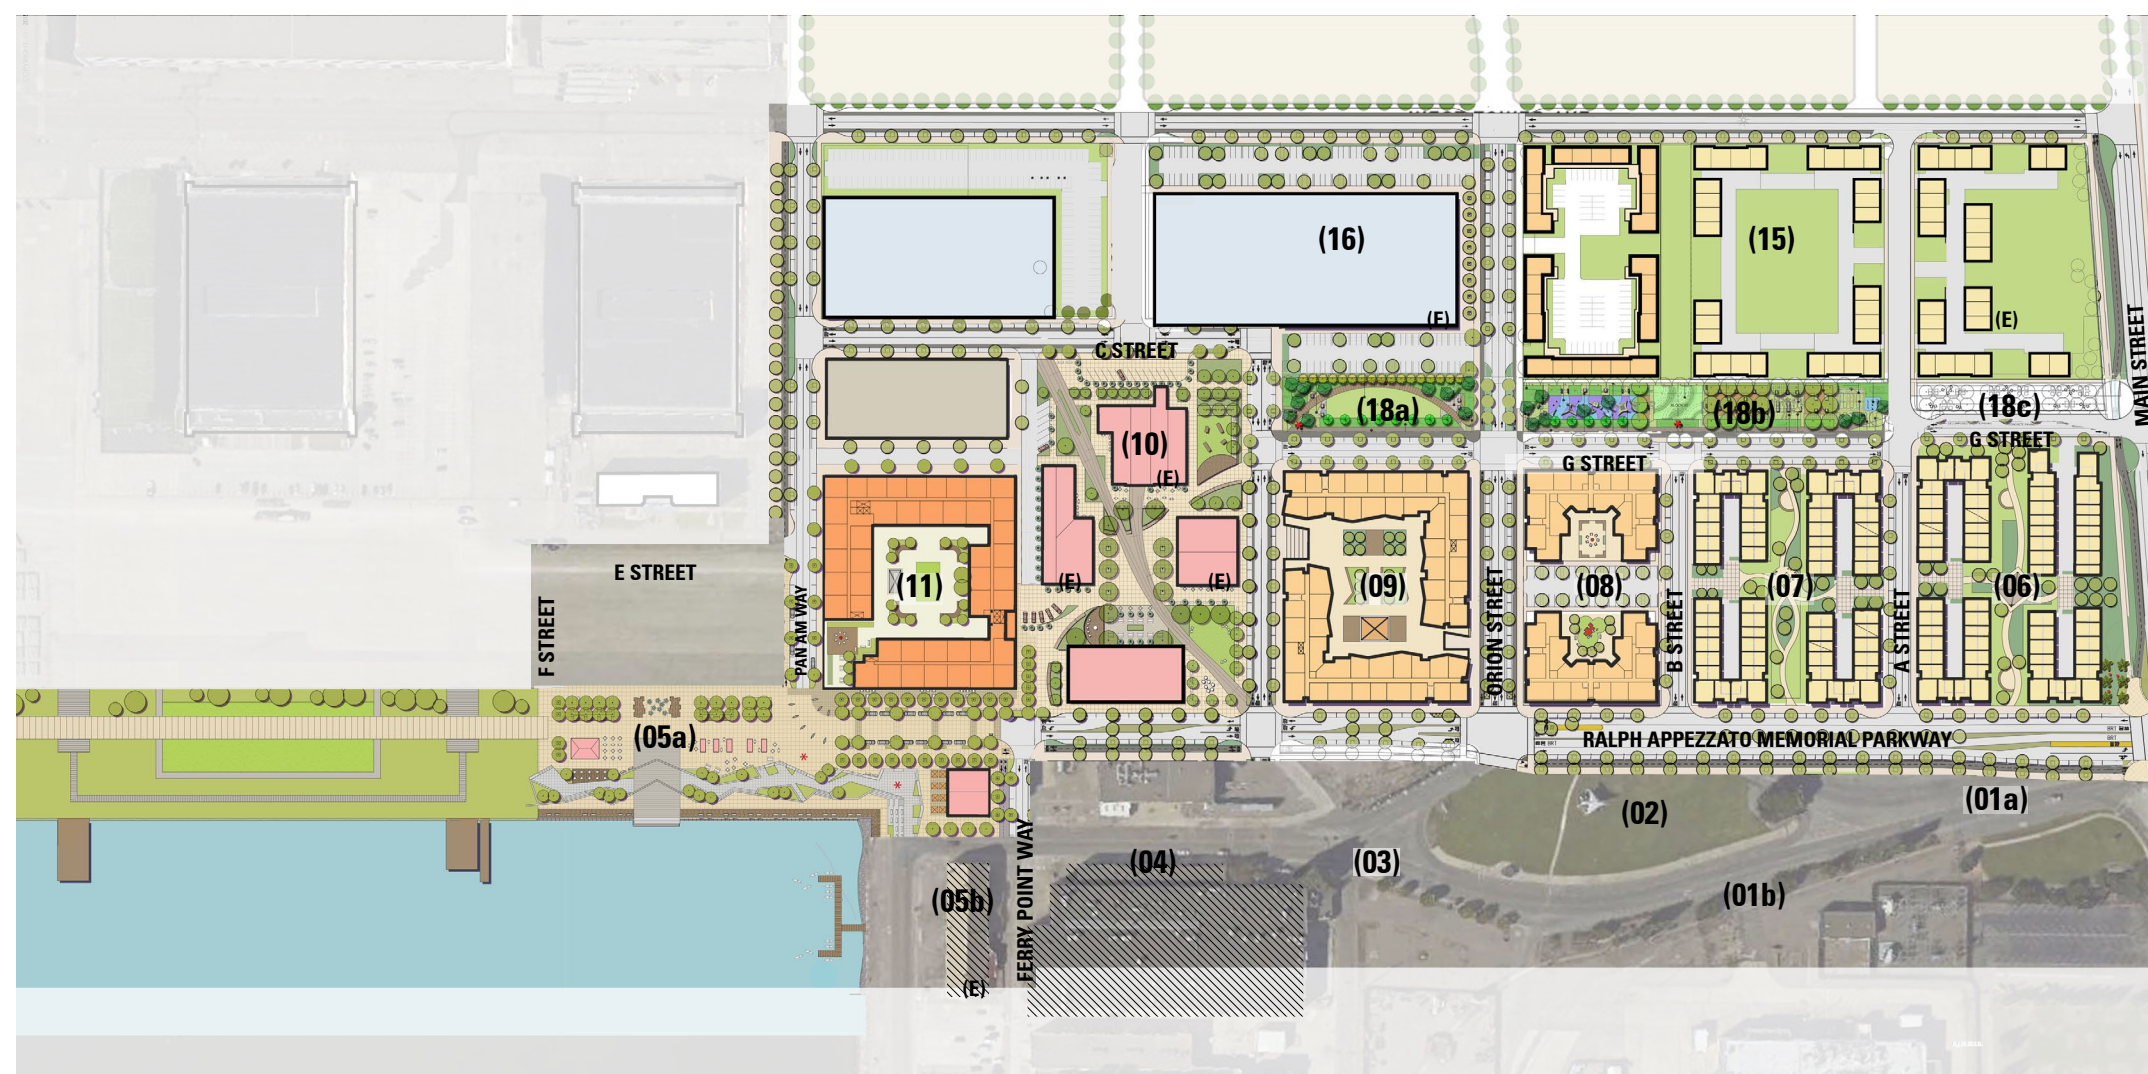 (16)
(15)
(E)
(E)
C STREET
MAIN STREET
(18a)
(18b)
(18c)
(10)
G STREET
G STREET
(E)
E STREET
(11)
(E)
(E)
(09)
(08)
(07)
(06)
F STREET
PAN AM WAY
ORION STREET
B STREET
A STREET
(05a)
RALPH APPEZZATO MEMORIAL PARKWAY
(01a)
(02)
(04)
(03)
(01b)
(05b)
FERRY POINT WAY
(E)